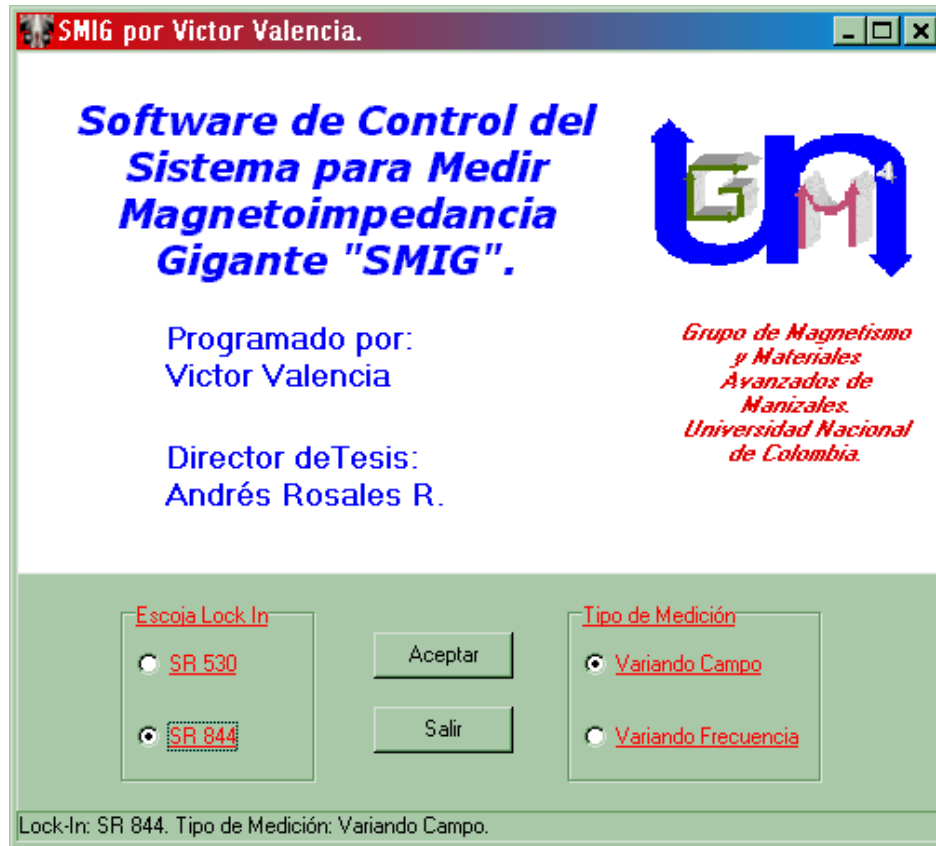 SMIG por Victor Valencia.
Software de Control del
Sistema para Medir
Magnetoimpedancia
Gigante "SMIG".
Programado por:
Victor Valencia
Director deTesis:
Andrés Rosales R.
G M 4
Grupo de Magnetismo
y Materiales
Avanzados de
Manizales.
Universidad Nacional
de Colombia.
Escoja Lock In
SR 530
SR 844
Aceptar
Salir
Tipo de Medición
Variando Campo
Variando Frecuencia
Lock-In: SR 844. Tipo de Medición: Variando Campo.